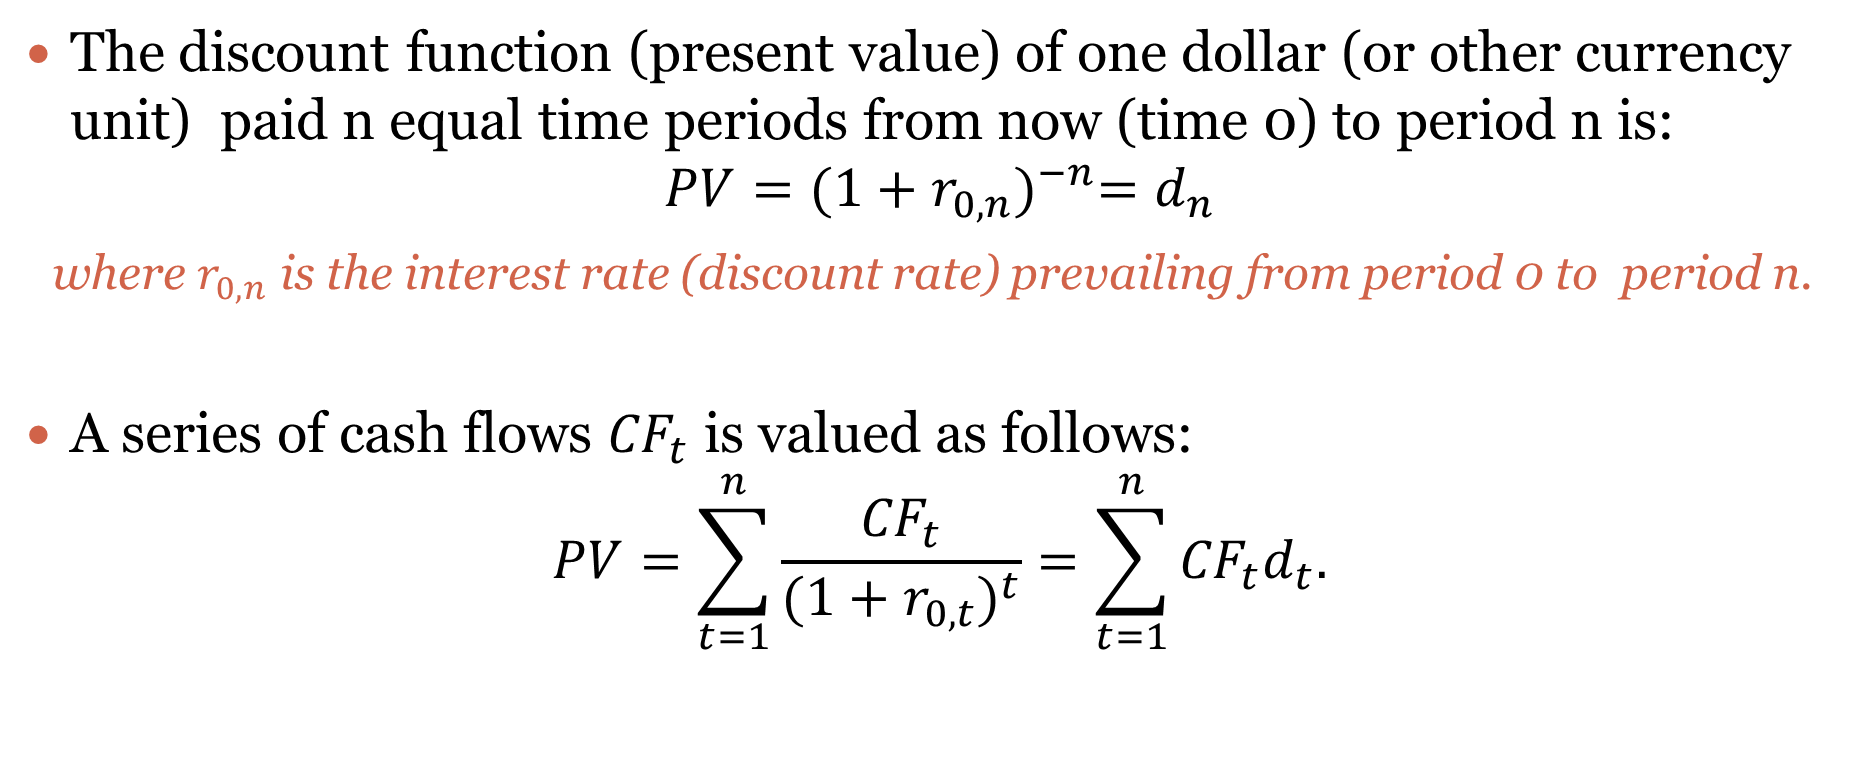 • The discount function (present value) of one dollar (or other currency
unit)  paid n equal time periods from now (time 0) to period n is:
PV = (1 + r_{0,n})^{−n} = d_n
where r_{0,n} is the interest rate (discount rate) prevailing from period 0 to  period n.
• A series of cash flows CF_t is valued as follows:
PV = \sum_{t=1}^{n} \frac{CF_t}{(1 + r_{0,t})^t} = \sum_{t=1}^{n} CF_t d_t.